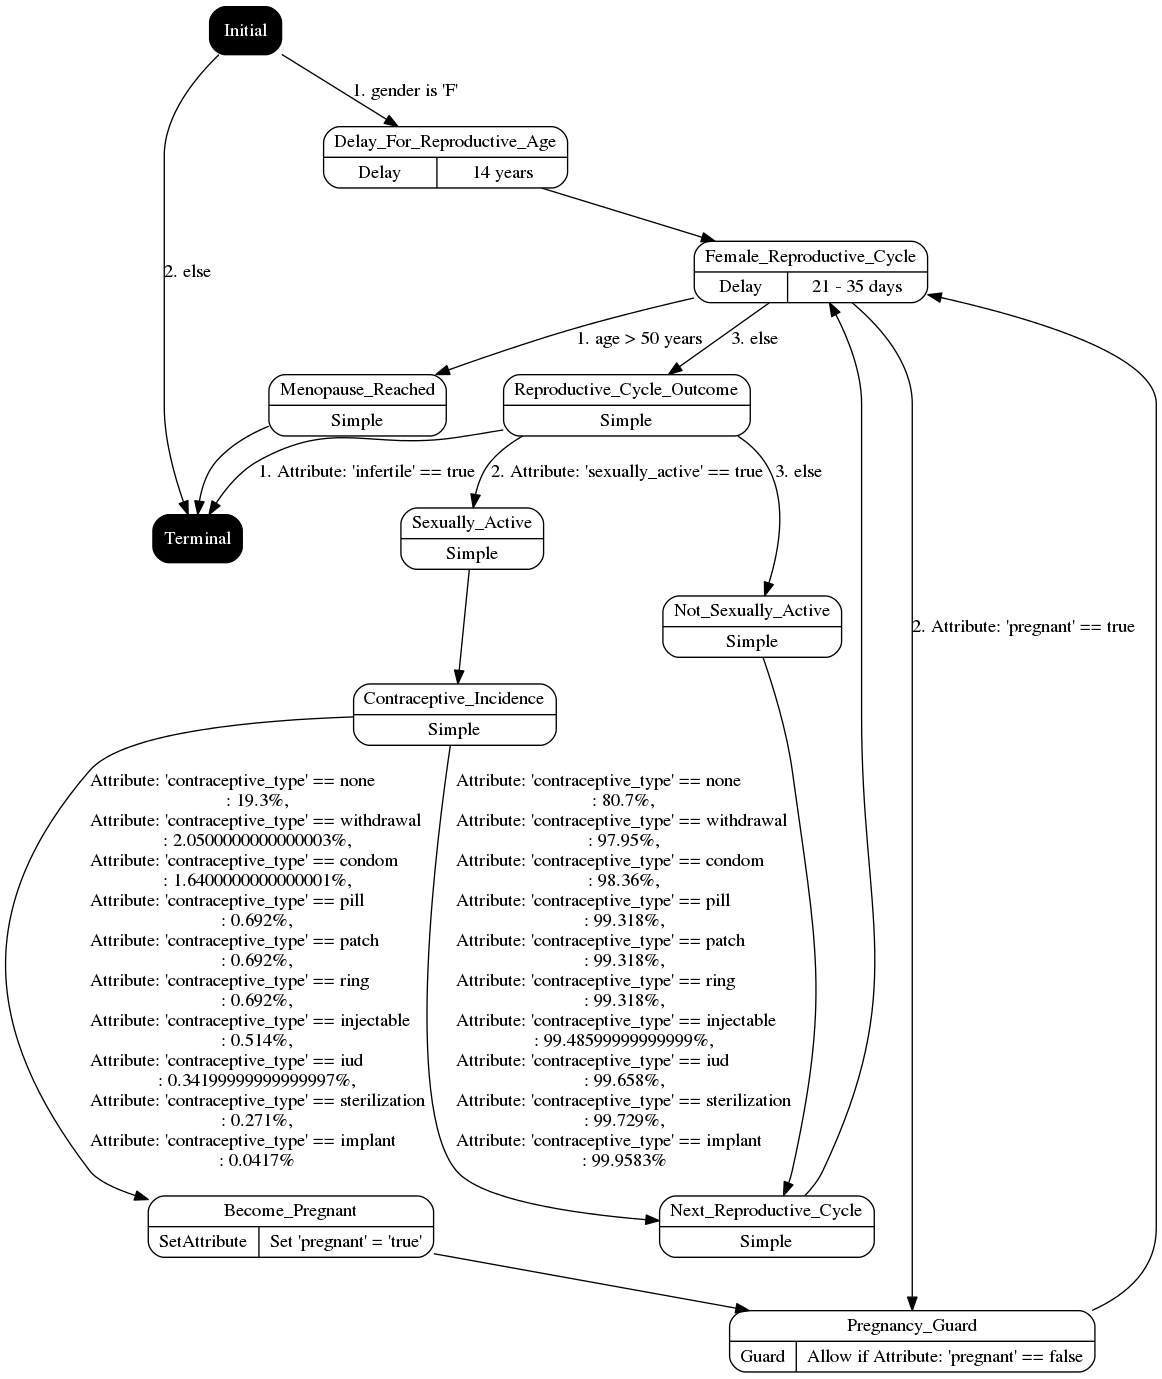 Initial
1. gender is 'F'
Delay_For_Reproductive_Age
Delay
14 years
2. else
Female_Reproductive_Cycle
Delay
21 - 35 days
1. age > 50 years
3. else
Menopause_Reached
Simple
Reproductive_Cycle_Outcome
Simple
1. Attribute: 'infertile' == true
2. Attribute: 'sexually_active' == true
3. else
Terminal
Sexually_Active
Simple
Not_Sexually_Active
Simple
2. Attribute: 'pregnant' == true
Contraceptive_Incidence
Simple
Attribute: 'contraceptive_type' == none
: 19.3%,
Attribute: 'contraceptive_type' == withdrawal
: 2.0500000000000003%,
Attribute: 'contraceptive_type' == condom
: 1.6400000000000001%,
Attribute: 'contraceptive_type' == pill
: 0.692%,
Attribute: 'contraceptive_type' == patch
: 0.692%,
Attribute: 'contraceptive_type' == ring
: 0.692%,
Attribute: 'contraceptive_type' == injectable
: 0.514%,
Attribute: 'contraceptive_type' == iud
: 0.34199999999999997%,
Attribute: 'contraceptive_type' == sterilization
: 0.271%,
Attribute: 'contraceptive_type' == implant
: 0.0417%
Attribute: 'contraceptive_type' == none
: 80.7%,
Attribute: 'contraceptive_type' == withdrawal
: 97.95%,
Attribute: 'contraceptive_type' == condom
: 98.36%,
Attribute: 'contraceptive_type' == pill
: 99.318%,
Attribute: 'contraceptive_type' == patch
: 99.318%,
Attribute: 'contraceptive_type' == ring
: 99.318%,
Attribute: 'contraceptive_type' == injectable
: 99.48599999999999%,
Attribute: 'contraceptive_type' == iud
: 99.658%,
Attribute: 'contraceptive_type' == sterilization
: 99.729%,
Attribute: 'contraceptive_type' == implant
: 99.9583%
Become_Pregnant
SetAttribute
Set 'pregnant' = 'true'
Next_Reproductive_Cycle
Simple
Pregnancy_Guard
Guard
Allow if Attribute: 'pregnant' == false